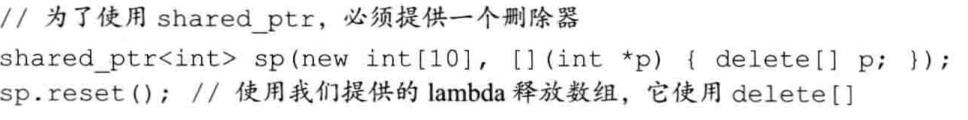 // 为了使用 shared_ptr，必须提供一个删除器
shared_ptr<int> sp(new int[10], [](int *p) { delete[] p; });
sp.reset(); // 使用我们提供的 lambda 释放数组，它使用 delete[]